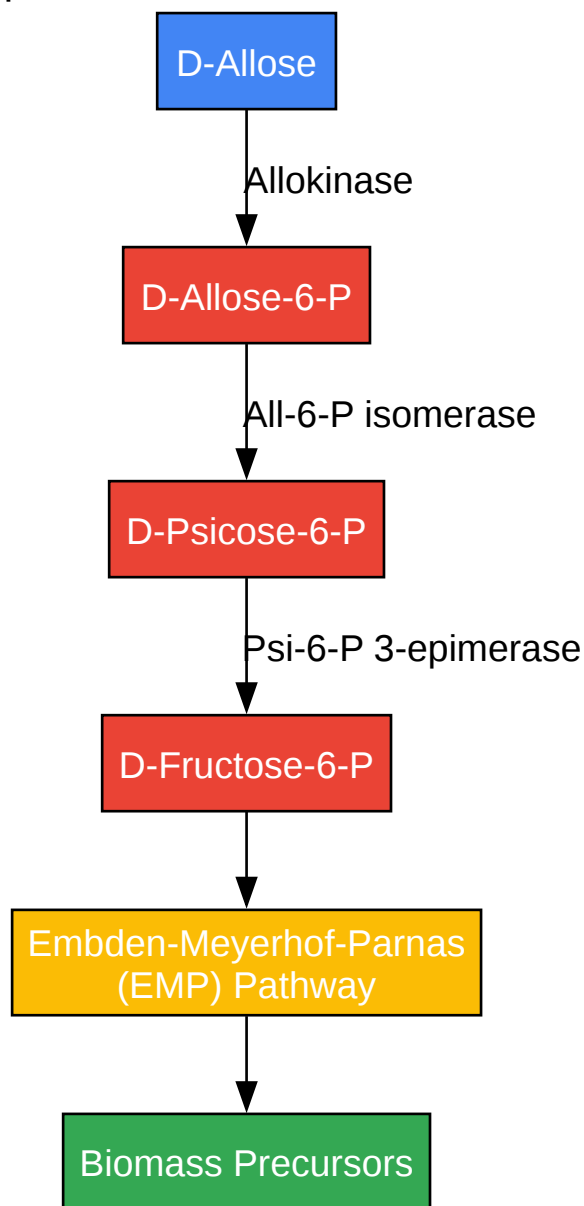 D-Allose
Allokinase
D-Allose-6-P
All-6-P isomerase
D-Psicose-6-P
Psi-6-P 3-epimerase
D-Fructose-6-P
Embden-Meyerhof-Parnas
(EMP) Pathway
Biomass Precursors